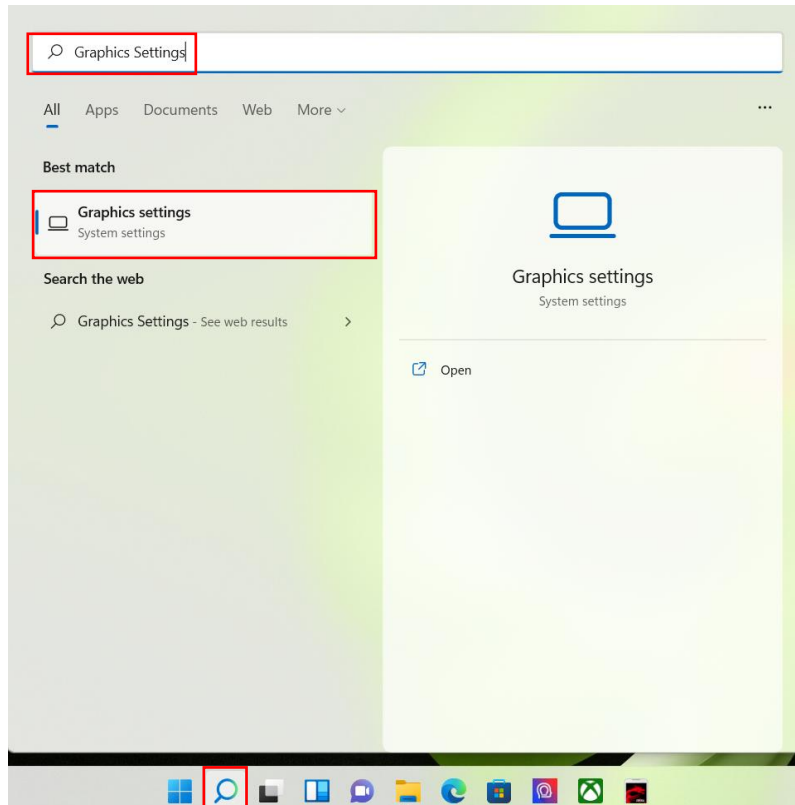 Graphics Settings
All Apps Documents Web More
Best match
Graphics settings
System settings
Search the web
Graphics Settings - See web results
Graphics settings
System settings
Open